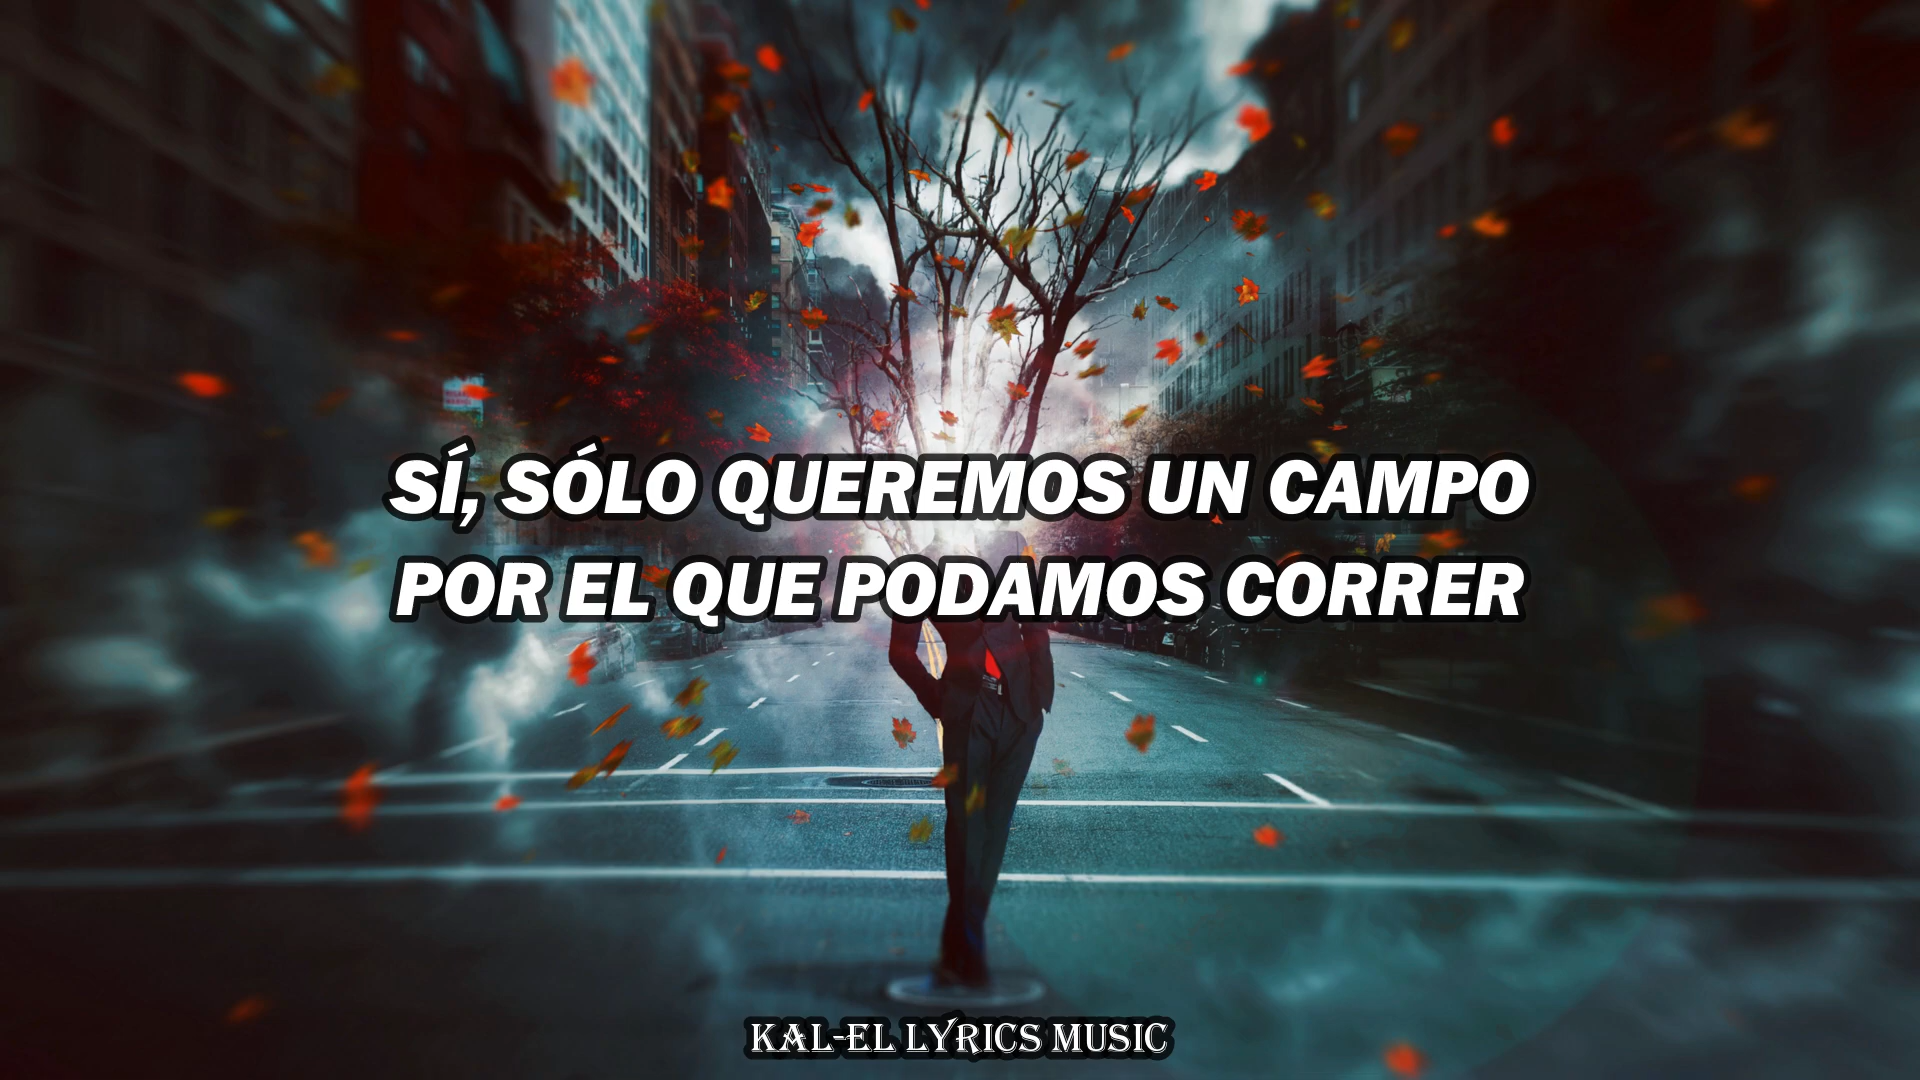 SÍ, SÓLO QUEREMOS UN CAMPO
POR EL QUE PODAMOS CORRER
KAL-EL LYRICS MUSIC